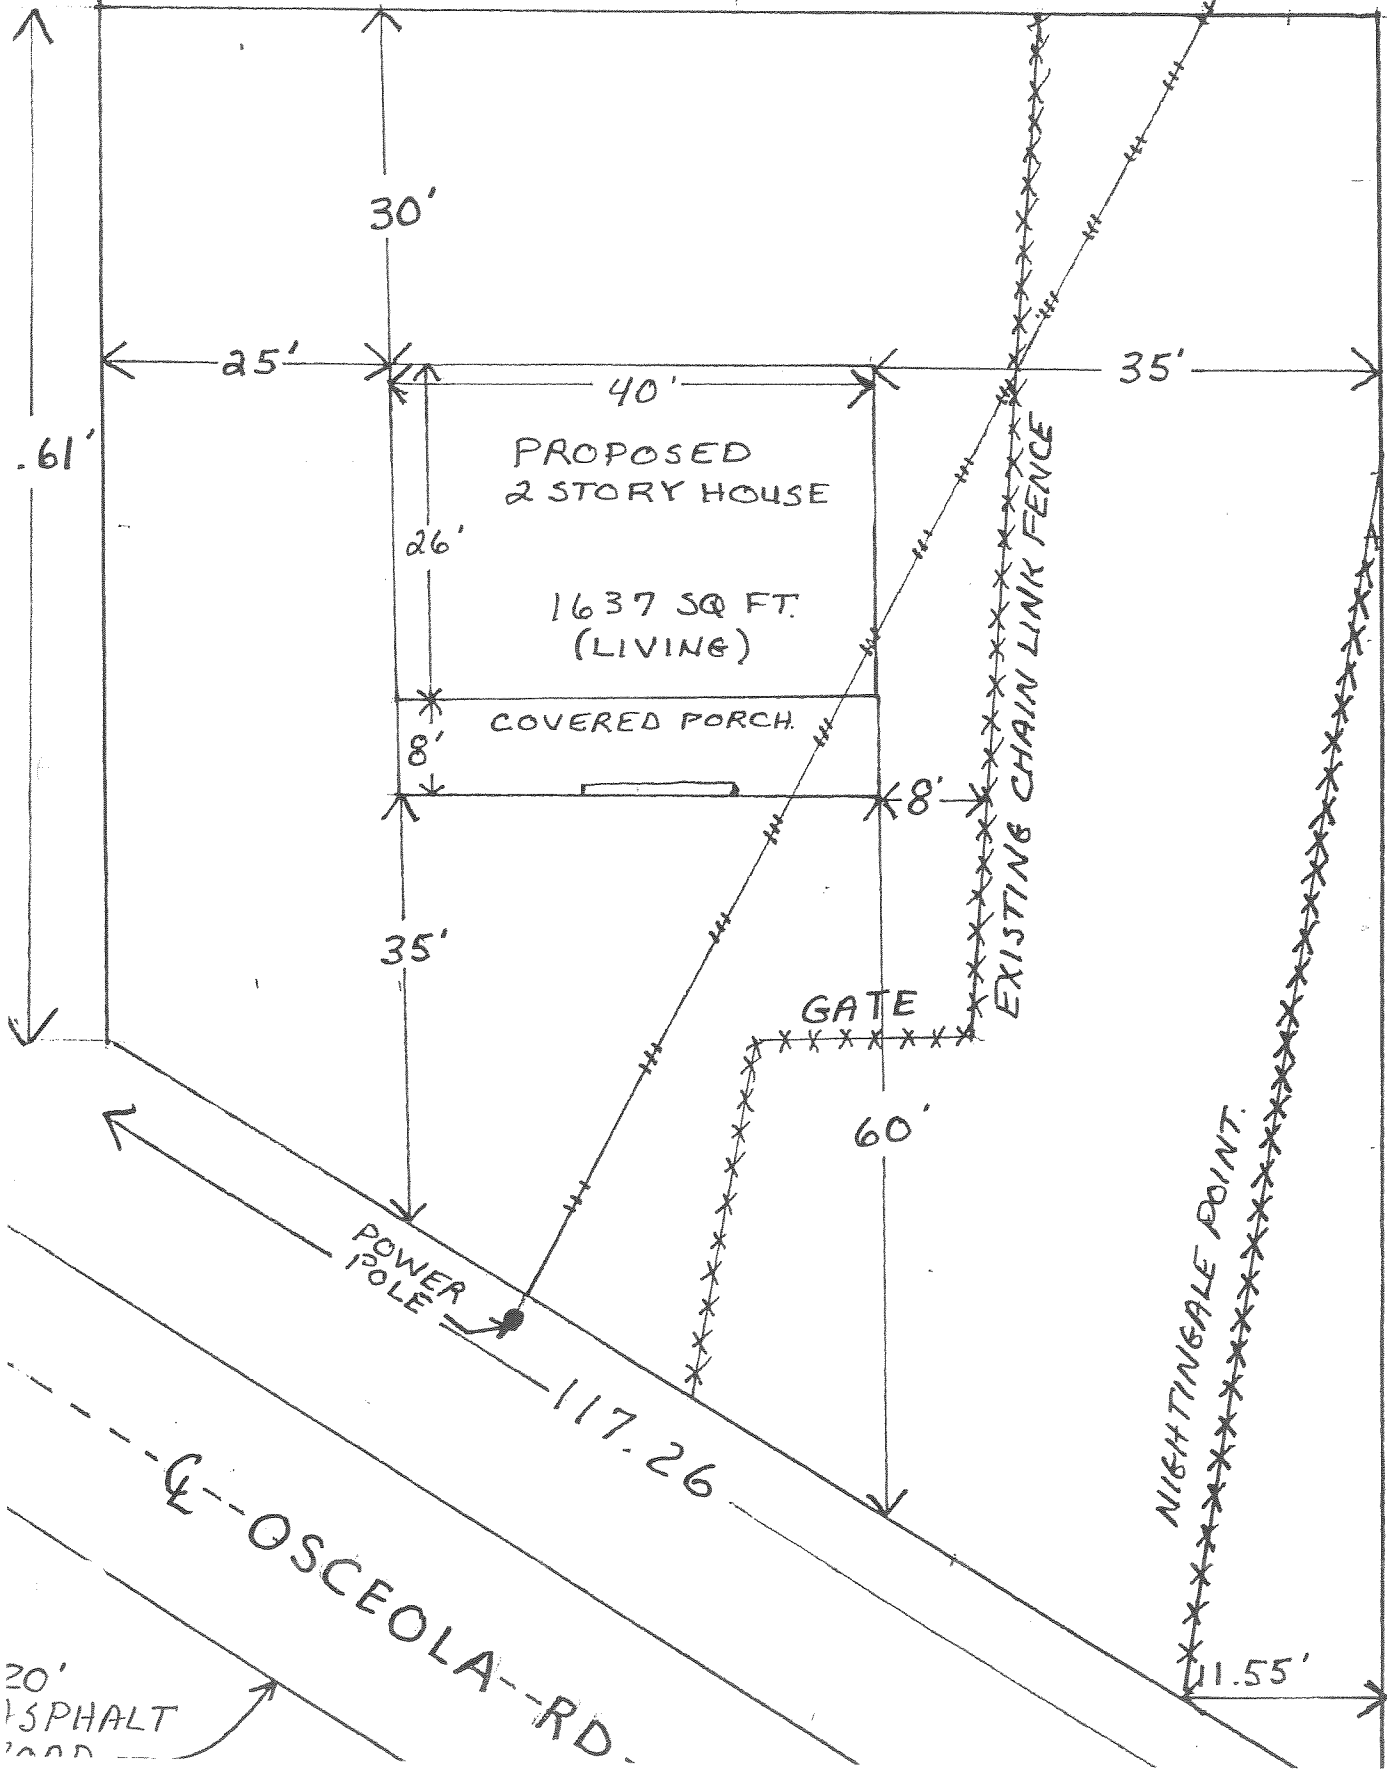 30'
25'
35'
40'
.61'
PROPOSED
2 STORY HOUSE
26'
1637 SQ FT.
(LIVING)
COVERED PORCH.
8'
8'
EXISTING CHAIN LINK FENCE
35'
GATE
60'
NIGHTINGALE POINT.
POWER
POLE
117.26
℄ OSCEOLA RD.
11.55'
20'
ASPHALT